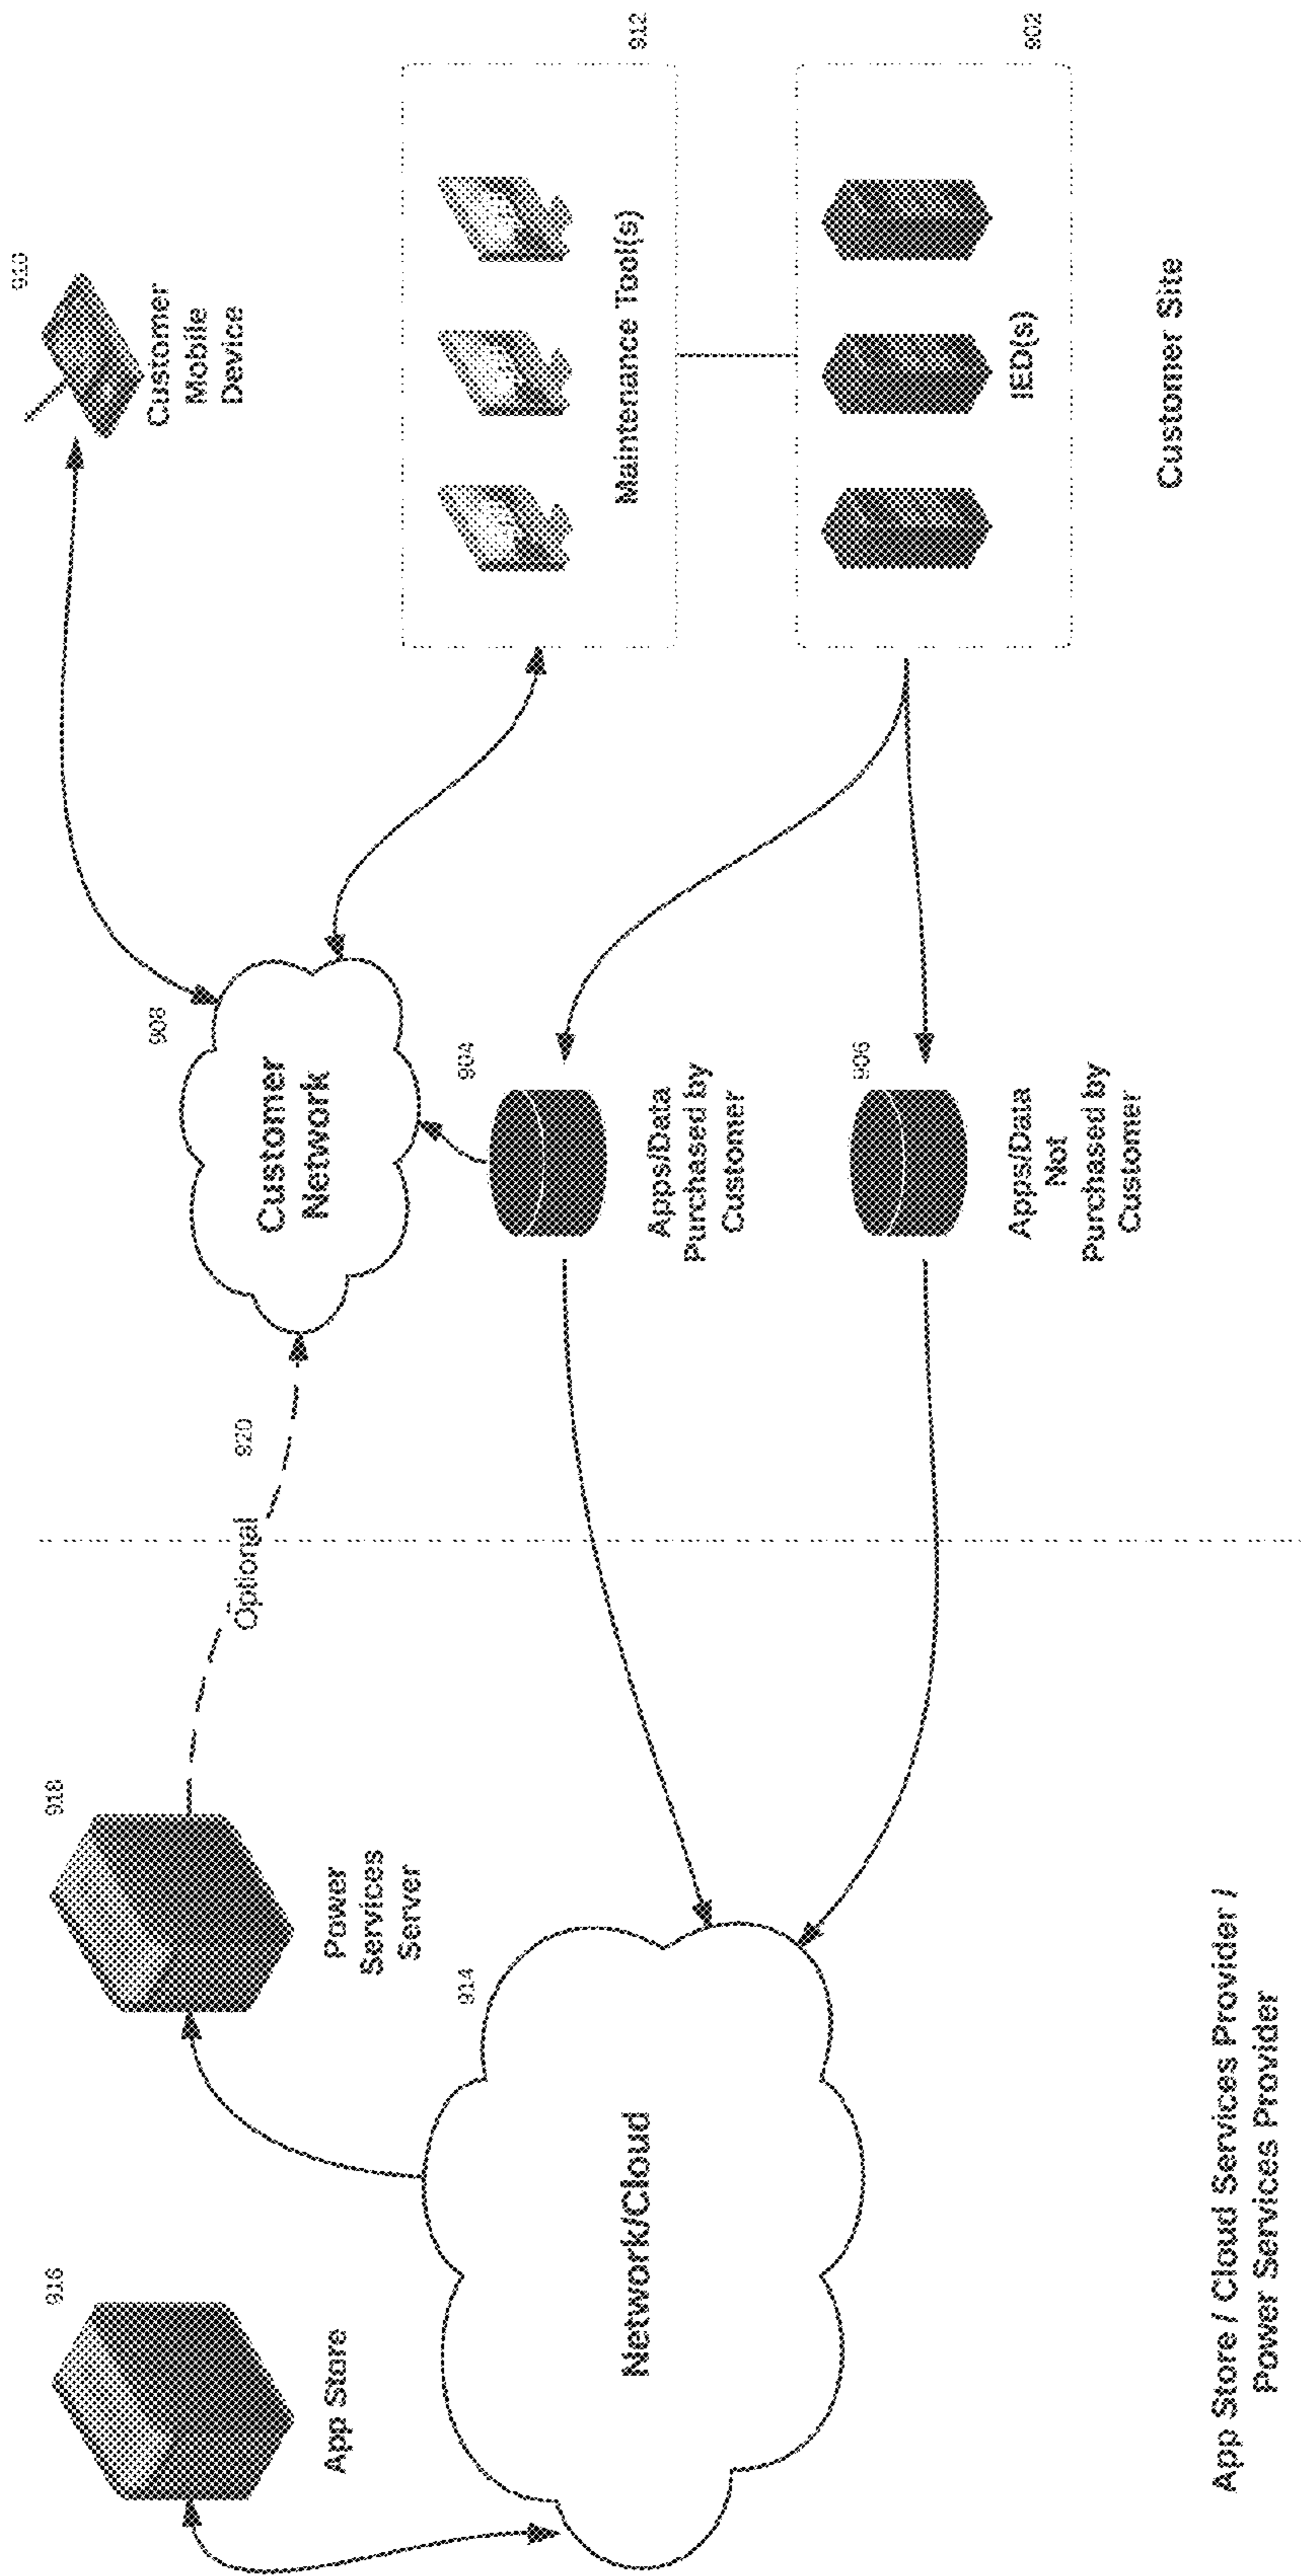 916
App Store
918
Power
Services
Server
Optional
920
908
Customer
Network
910
Customer
Mobile
Device
914
Network/Cloud
904
Apps/Data
Purchased by
Customer
912
Maintenance Tool(s)
906
Apps/Data
Not
Purchased by
Customer
902
IED(s)
App Store / Cloud Services Provider /
Power Services Provider
Customer Site